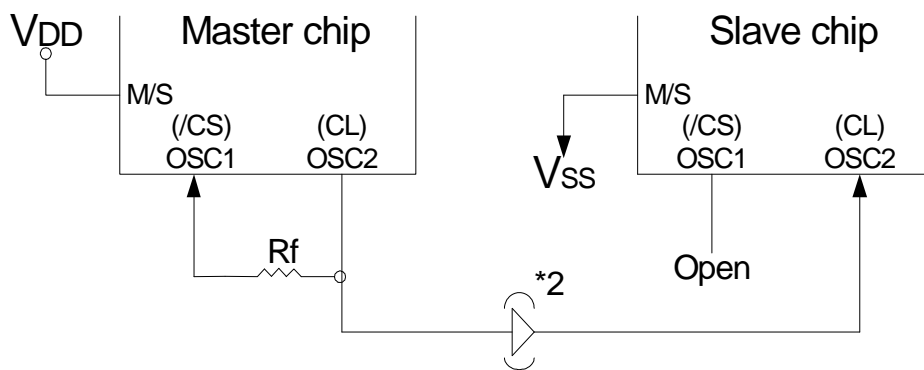 VDD
Master chip
M/S
(/CS)
OSC1
(CL)
OSC2
Rf
*2
Slave chip
M/S
VSS
(/CS)
OSC1
(CL)
OSC2
Open